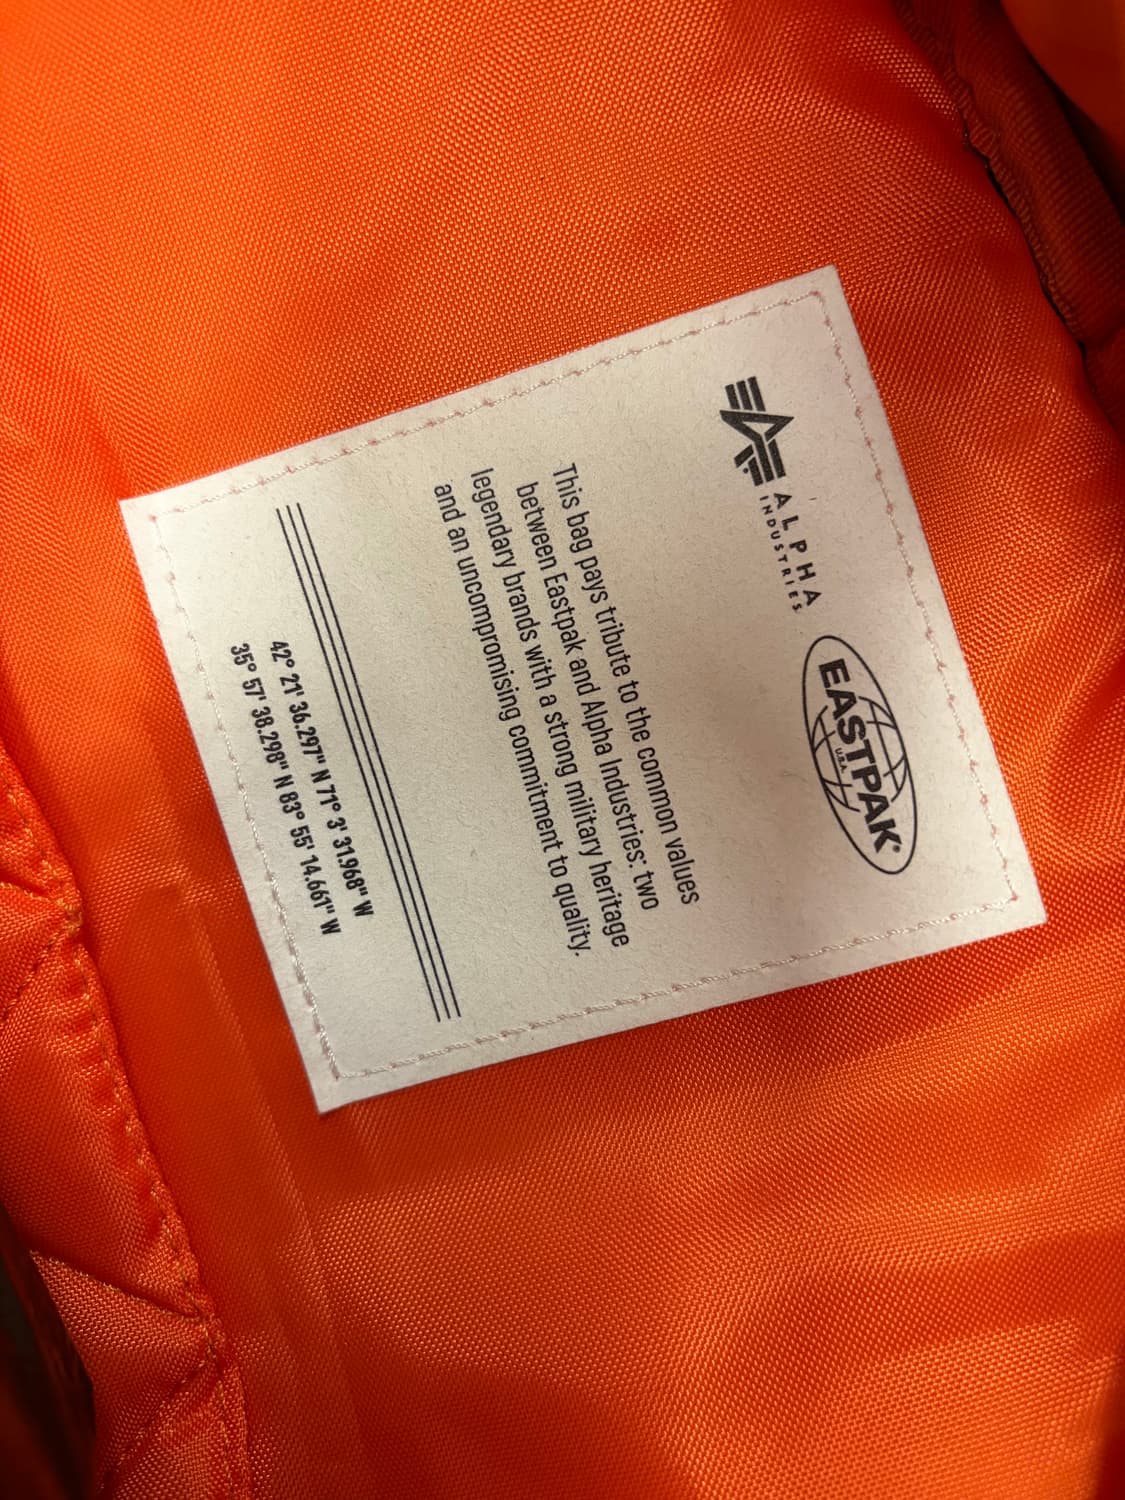 ALPHA
INDUSTRIES
EASTPAK®
U.S.A.
This bag pays tribute to the common values
between Eastpak and Alpha Industries: two
legendary brands with a strong military heritage
and an uncompromising commitment to quality.
42° 21' 36.297" N 71° 3' 31.968" W
35° 57' 38.298" N 83° 55' 14.661" W